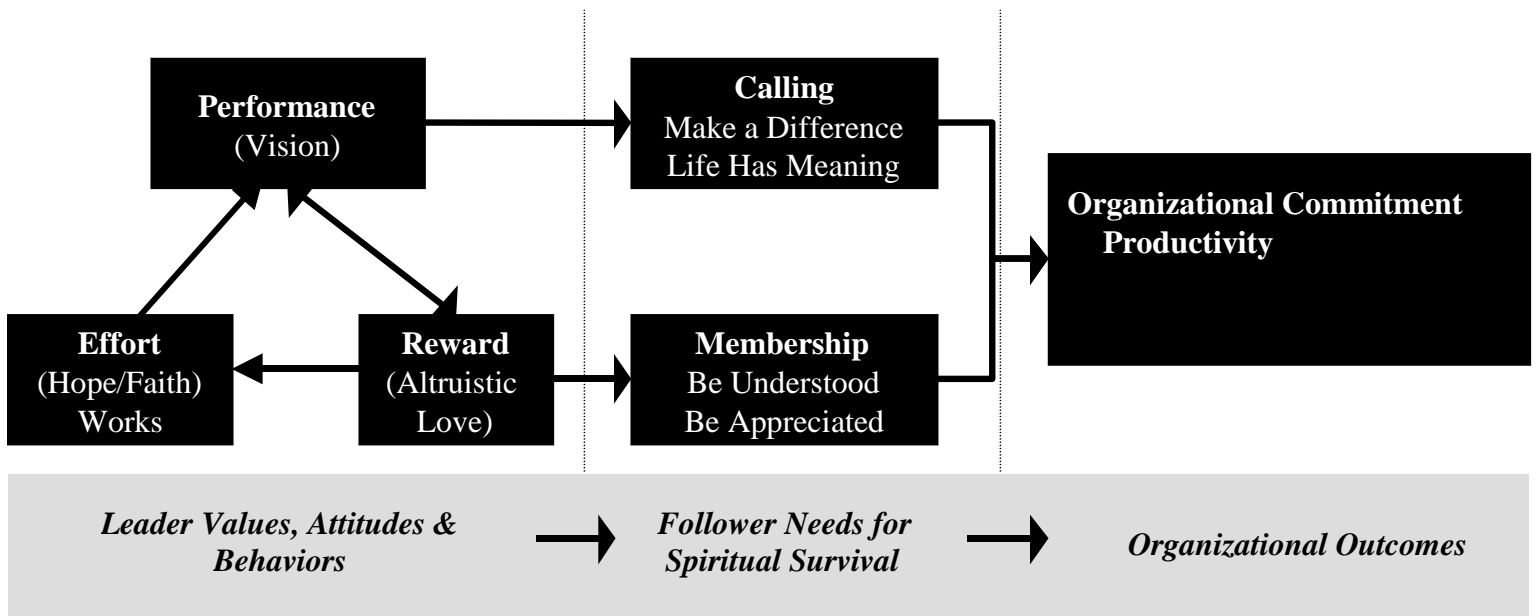 Performance
(Vision)
Calling
Make a Difference
Life Has Meaning
Organizational Commitment
Productivity
Effort
(Hope/Faith)
Works
Reward
(Altruistic
Love)
Membership
Be Understood
Be Appreciated
Leader Values, Attitudes &
Behaviors
Follower Needs for
Spiritual Survival
Organizational Outcomes